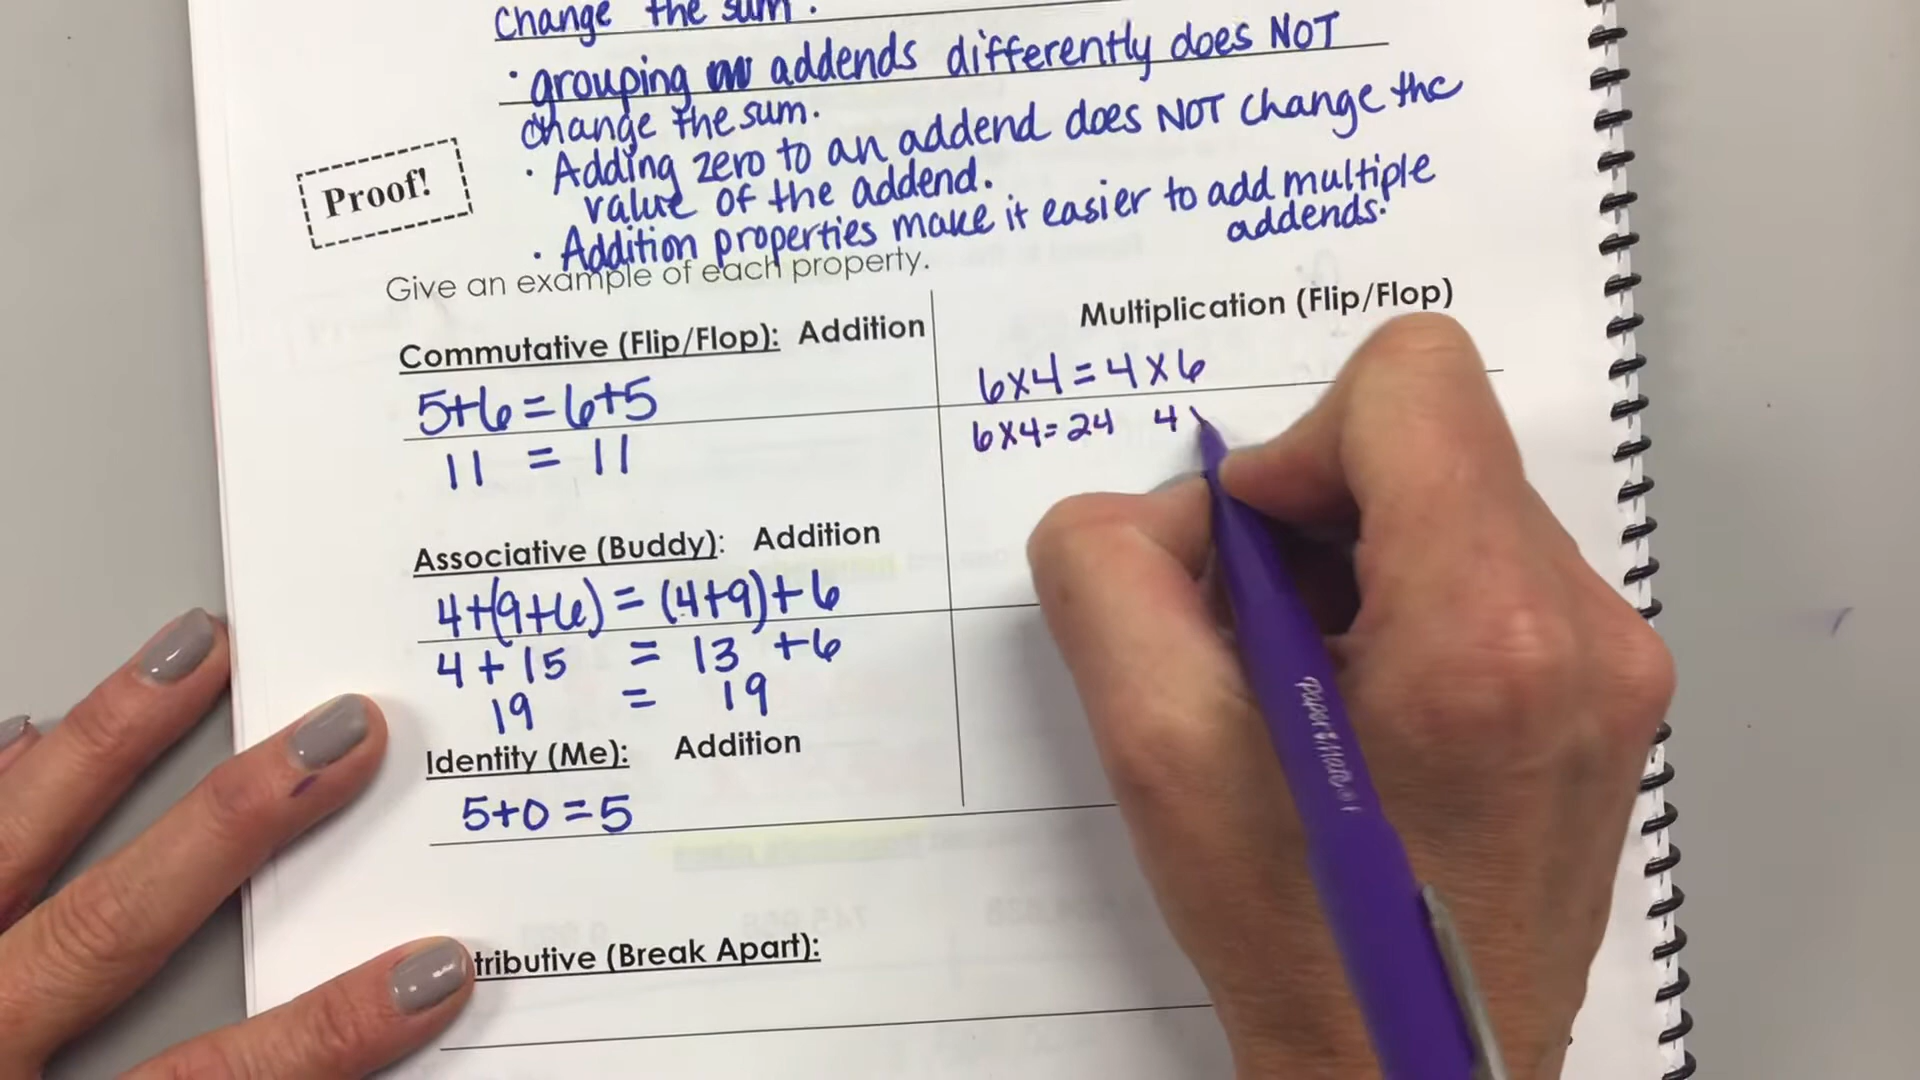 change the sum.
· grouping addends differently does NOT
change the sum.
· Adding zero to an addend does NOT change the
value of the addend.
· Addition properties make it easier to add multiple
addends.
Proof!
Give an example of each property.
Commutative (Flip/Flop): Addition
5+6=6+5
11 = 11
Multiplication (Flip/Flop)
6x4=4x6
6x4=24 4x
Associative (Buddy): Addition
4+(9+6) = (4+9)+6
4+15 = 13 +6
19 = 19
Identity (Me): Addition
5+0=5
tributive (Break Apart):
PaperMate